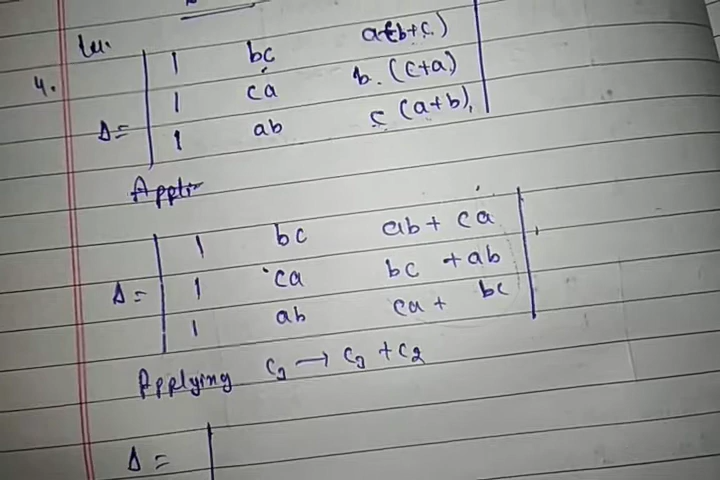 Let.
4.
Δ = | 1 bc a(b+c) |
| 1 ca b.(c+a) |
| 1 ab c(a+b), |
Δ = | 1 bc ab + ca |
| 1 ca bc + ab |
| 1 ab ca + bc |
Applying C₃ → C₃ + C₂
Δ = |